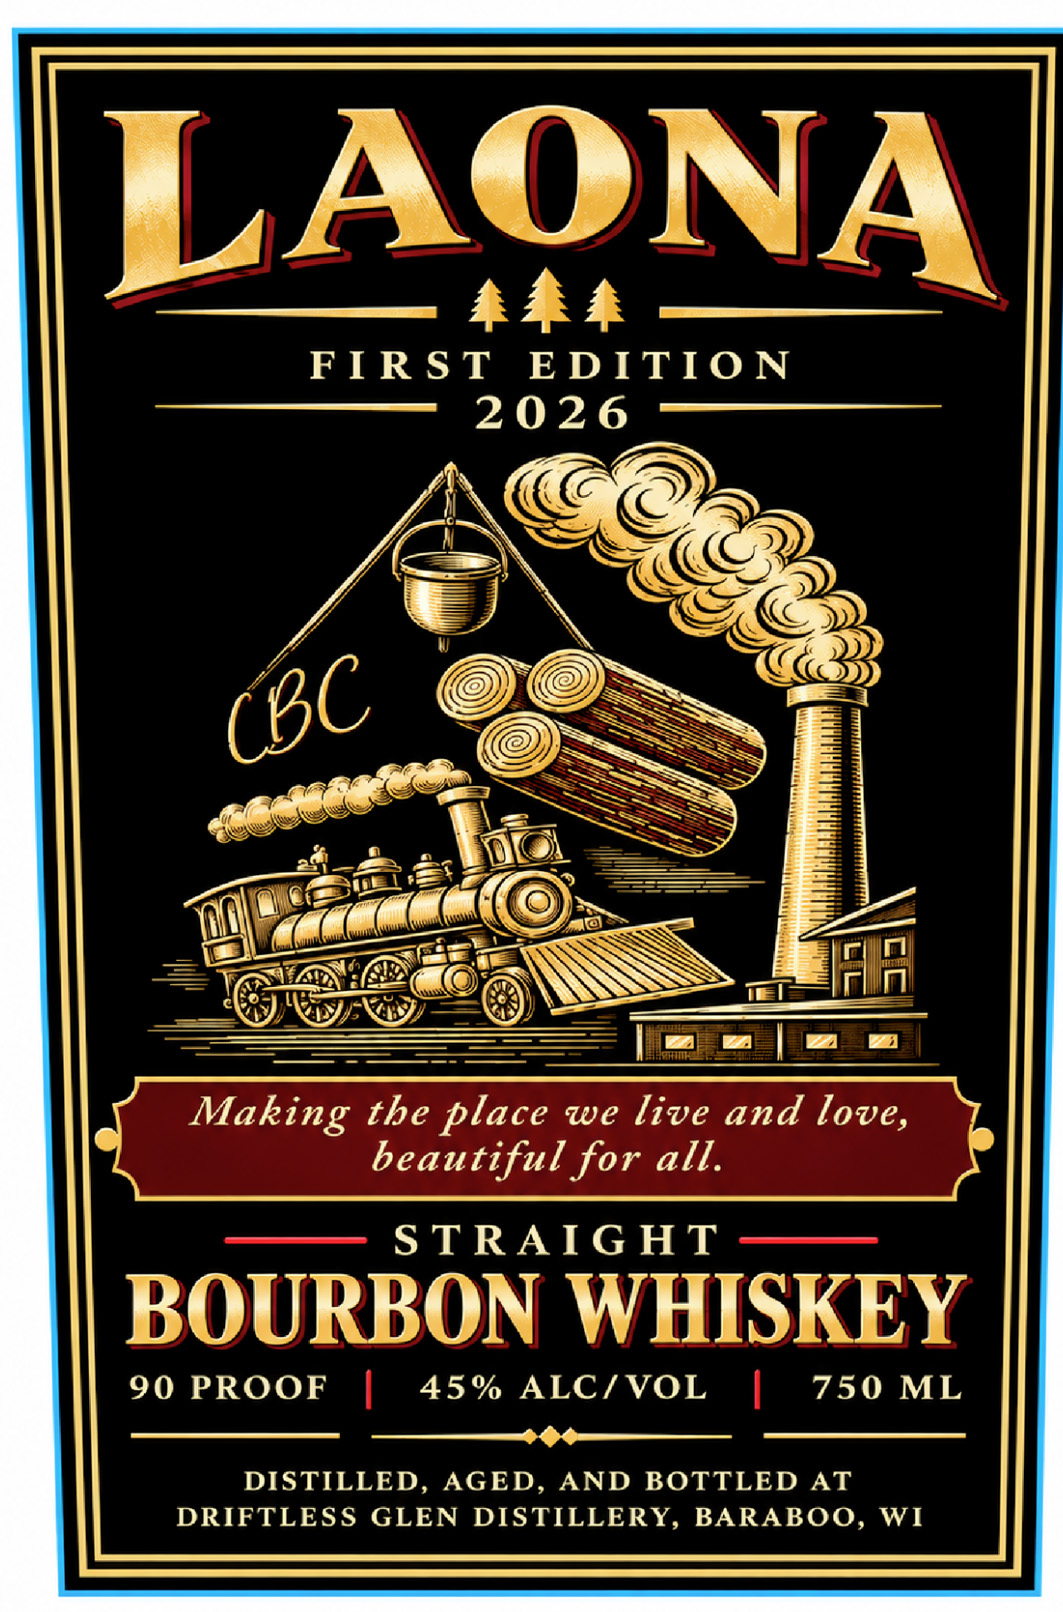 LAONA
FIRST EDITION
2026
CBC
Making the place we live and love,
beautiful for all.
STRAIGHT
BOURBON WHISKEY
90 PROOF | 45% ALC/VOL | 750 ML
DISTILLED, AGED, AND BOTTLED AT
DRIFTLESS GLEN DISTILLERY, BARABOO, WI